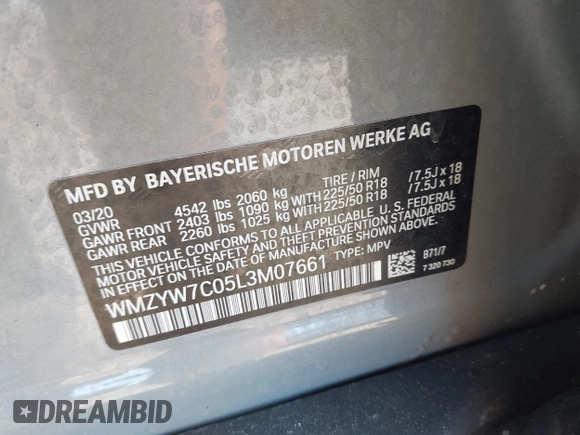 MFD BY BAYERISCHE MOTOREN WERKE AG
03/20 TIRE / RIM
GVWR 4542 lbs 2060 kg
GAWR FRONT 2403 lbs 1090 kg WITH 225/50 R18 / 7.5J x 18
GAWR REAR 2260 lbs 1025 kg WITH 225/50 R18 / 7.5J x 18
THIS VEHICLE CONFORMS TO ALL APPLICABLE U.S. FEDERAL
MOTOR VEHICLE SAFETY AND THEFT PREVENTION STANDARDS
IN EFFECT ON THE DATE OF MANUFACTURE SHOWN ABOVE.
WMZYW7C05L3M07661 TYPE: MPV
B71/7
7 320 730
DREAMBID